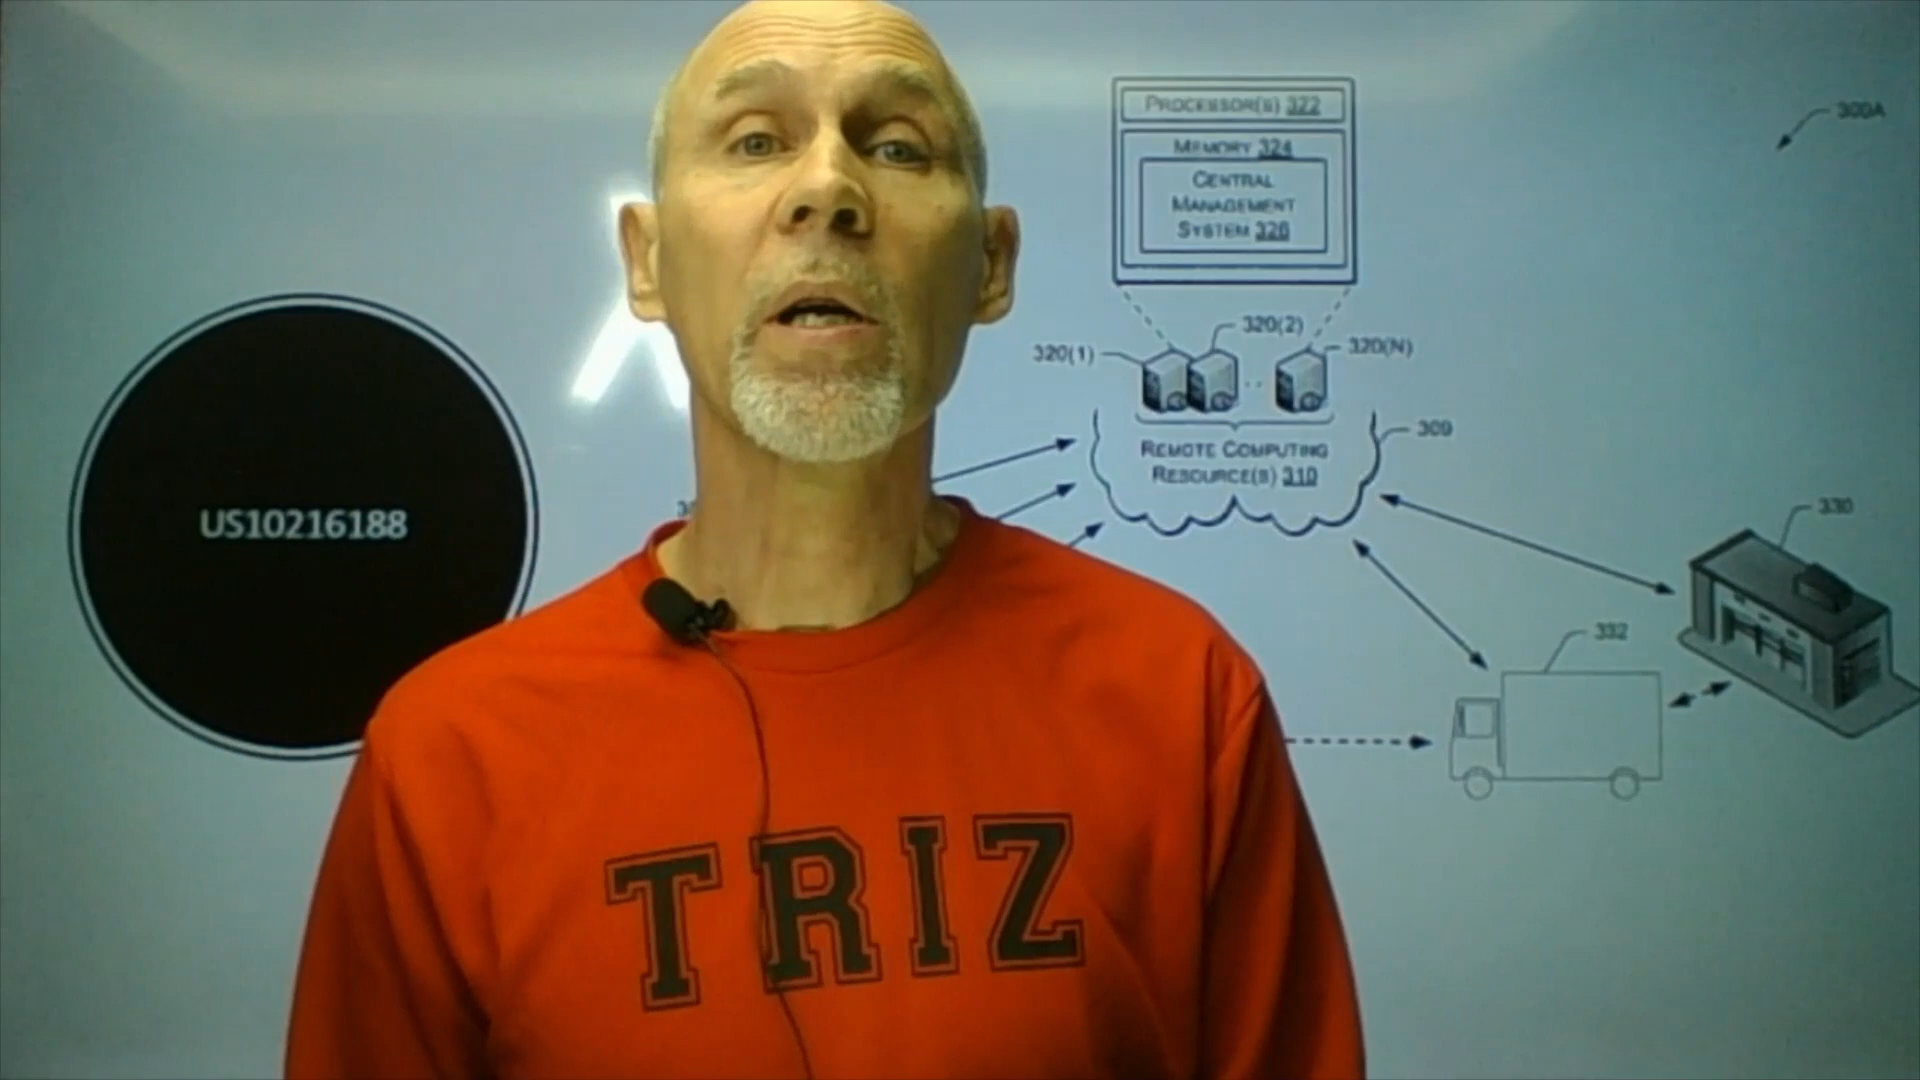 PROCESSOR(S) 322
MEMORY 324
CENTRAL
MANAGEMENT
SYSTEM 326
300A
320(1)
320(2)
320(N)
309
REMOTE COMPUTING
RESOURCE(S) 310
US10216188
330
332
TRIZ